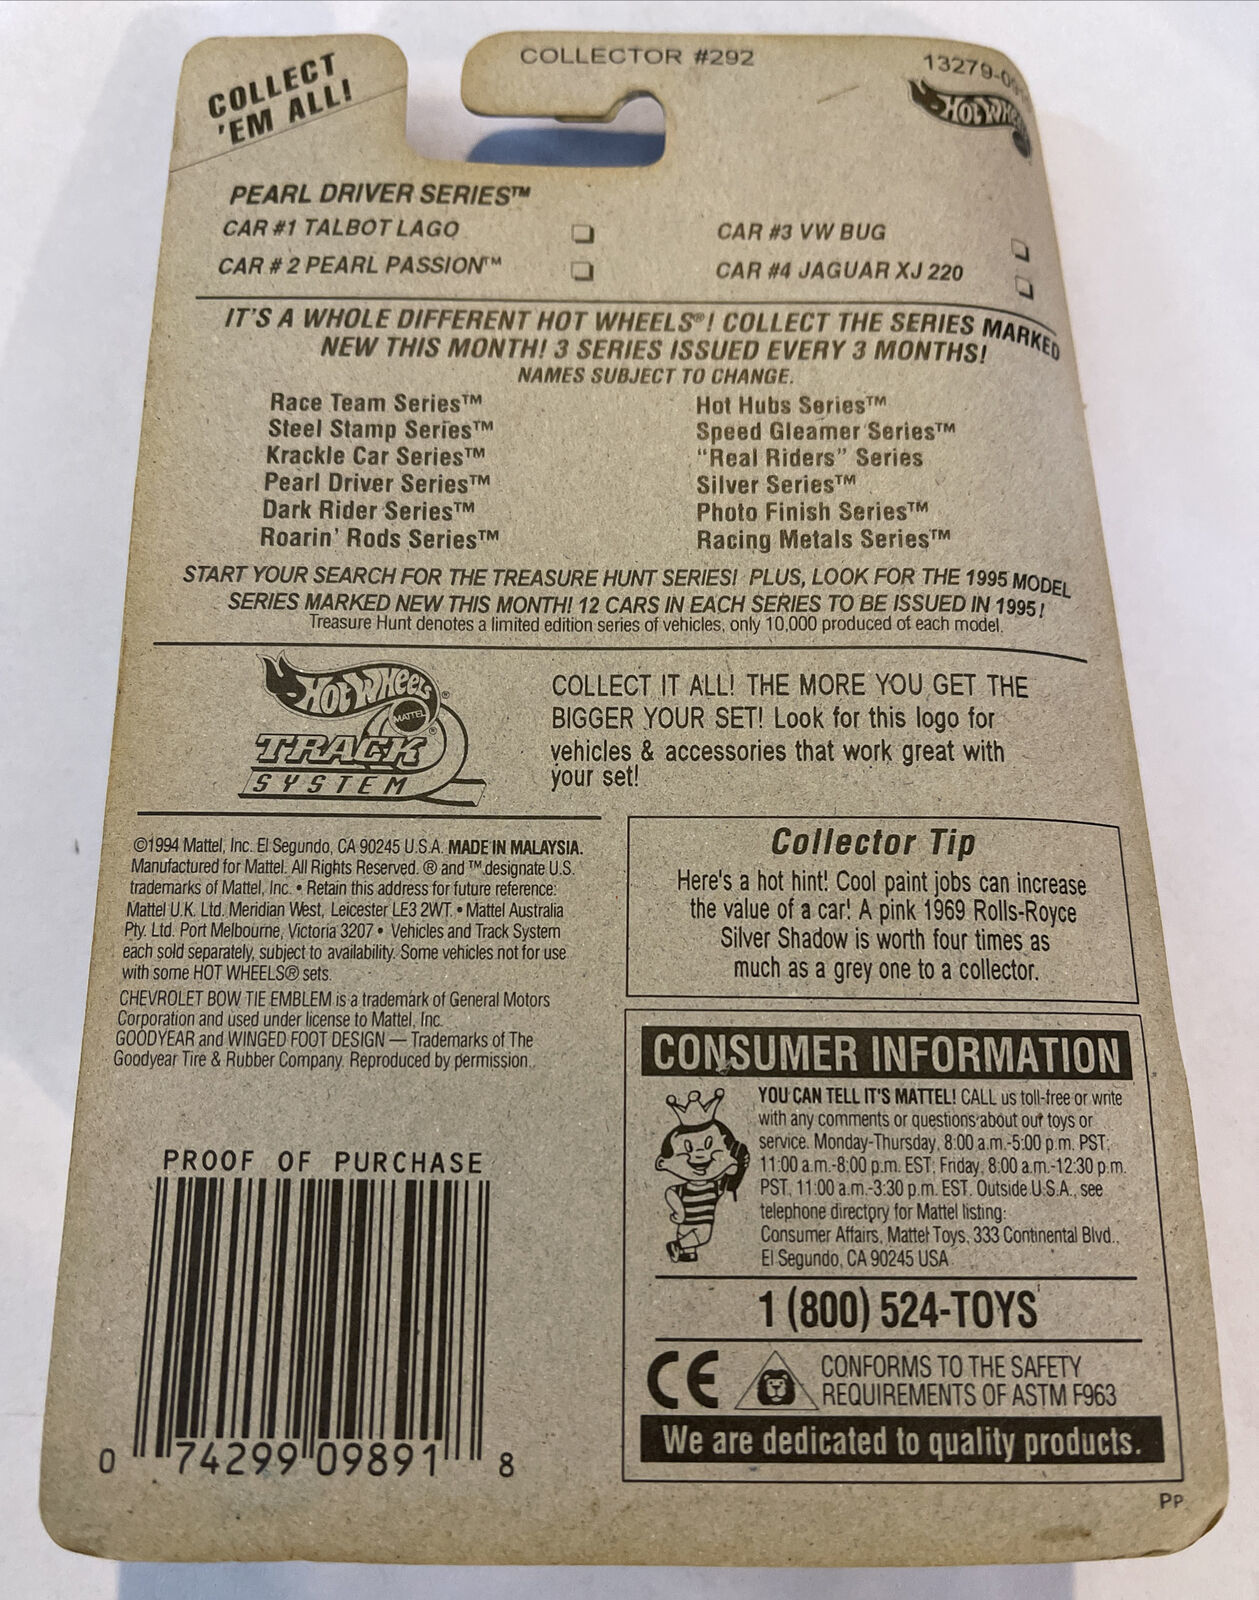 COLLECT
'EM ALL!
COLLECTOR #292
13279-0
HOT WHEELS
PEARL DRIVER SERIES™
CAR #1 TALBOT LAGO
CAR #3 VW BUG
CAR # 2 PEARL PASSION™
CAR #4 JAGUAR XJ 220
IT'S A WHOLE DIFFERENT HOT WHEELS®! COLLECT THE SERIES MARKED
NEW THIS MONTH! 3 SERIES ISSUED EVERY 3 MONTHS!
NAMES SUBJECT TO CHANGE.
Race Team Series™
Steel Stamp Series™
Krackle Car Series™
Pearl Driver Series™
Dark Rider Series™
Roarin' Rods Series™
Hot Hubs Series™
Speed Gleamer Series™
"Real Riders" Series
Silver Series™
Photo Finish Series™
Racing Metals Series™
START YOUR SEARCH FOR THE TREASURE HUNT SERIES! PLUS, LOOK FOR THE 1995 MODEL
SERIES MARKED NEW THIS MONTH! 12 CARS IN EACH SERIES TO BE ISSUED IN 1995!
Treasure Hunt denotes a limited edition series of vehicles, only 10,000 produced of each model.
HOT WHEELS®
MATTEL®
TRACK
SYSTEM
COLLECT IT ALL! THE MORE YOU GET THE
BIGGER YOUR SET! Look for this logo for
vehicles & accessories that work great with
your set!
©1994 Mattel, Inc. El Segundo, CA 90245 U.S.A. MADE IN MALAYSIA.
Manufactured for Mattel. All Rights Reserved. ® and ™ designate U.S.
trademarks of Mattel, Inc. • Retain this address for future reference:
Mattel U.K. Ltd. Meridian West, Leicester LE3 2WT. • Mattel Australia
Pty. Ltd. Port Melbourne, Victoria 3207 • Vehicles and Track System
each sold separately, subject to availability. Some vehicles not for use
with some HOT WHEELS® sets.
CHEVROLET BOW TIE EMBLEM is a trademark of General Motors
Corporation and used under license to Mattel, Inc.
GOODYEAR and WINGED FOOT DESIGN — Trademarks of The
Goodyear Tire & Rubber Company. Reproduced by permission.
Collector Tip
Here's a hot hint! Cool paint jobs can increase
the value of a car! A pink 1969 Rolls-Royce
Silver Shadow is worth four times as
much as a grey one to a collector.
CONSUMER INFORMATION
YOU CAN TELL IT'S MATTEL! CALL us toll-free or write
with any comments or questions about our toys or
service. Monday-Thursday, 8:00 a.m.-5:00 p.m. PST,
11:00 a.m.-8:00 p.m. EST; Friday, 8:00 a.m.-12:30 p.m.
PST, 11:00 a.m.-3:30 p.m. EST. Outside U.S.A., see
telephone directory for Mattel listing:
Consumer Affairs, Mattel Toys, 333 Continental Blvd.,
El Segundo, CA 90245 USA
1 (800) 524-TOYS
CE
CONFORMS TO THE SAFETY
REQUIREMENTS OF ASTM F963
We are dedicated to quality products.
PROOF OF PURCHASE
0 74299 09891 8
PP